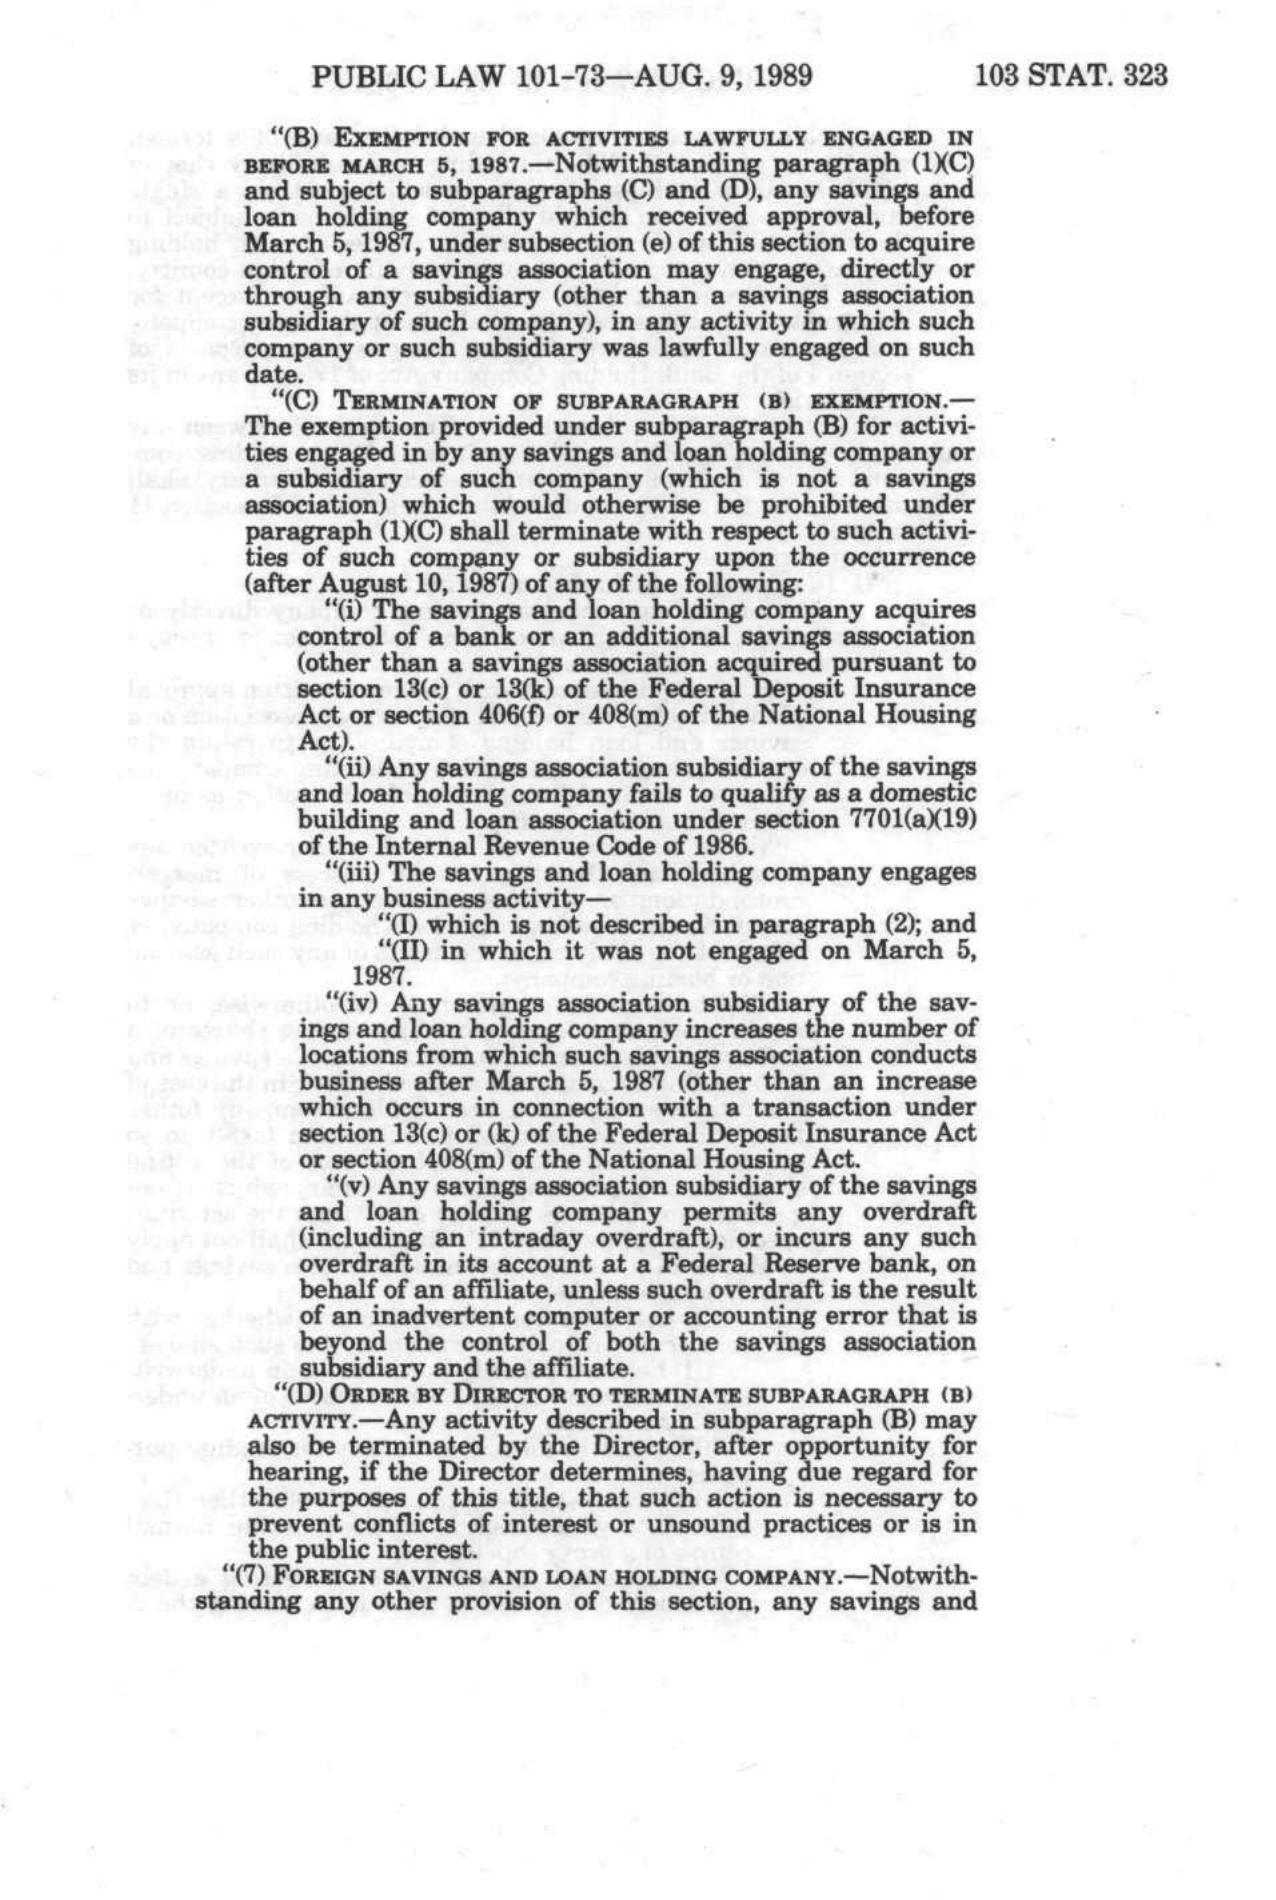 PUBLIC LAW 101-73—AUG. 9, 1989 103 STAT. 323
“(B) EXEMPTION FOR ACTIVITIES LAWFULLY ENGAGED IN
BEFORE MARCH 5, 1987.—Notwithstanding paragraph (1)(C)
and subject to subparagraphs (C) and (D), any savings and
loan holding company which received approval, before
March 5, 1987, under subsection (e) of this section to acquire
control of a savings association may engage, directly or
through any subsidiary (other than a savings association
subsidiary of such company), in any activity in which such
company or such subsidiary was lawfully engaged on such
date.
“(C) TERMINATION OF SUBPARAGRAPH (B) EXEMPTION.—
The exemption provided under subparagraph (B) for activi-
ties engaged in by any savings and loan holding company or
a subsidiary of such company (which is not a savings
association) which would otherwise be prohibited under
paragraph (1)(C) shall terminate with respect to such activi-
ties of such company or subsidiary upon the occurrence
(after August 10, 1987) of any of the following:
“(i) The savings and loan holding company acquires
control of a bank or an additional savings association
(other than a savings association acquired pursuant to
section 13(c) or 13(k) of the Federal Deposit Insurance
Act or section 406(f) or 408(m) of the National Housing
Act).
“(ii) Any savings association subsidiary of the savings
and loan holding company fails to qualify as a domestic
building and loan association under section 7701(a)(19)
of the Internal Revenue Code of 1986.
“(iii) The savings and loan holding company engages
in any business activity—
“(I) which is not described in paragraph (2); and
“(II) in which it was not engaged on March 5,
1987.
“(iv) Any savings association subsidiary of the sav-
ings and loan holding company increases the number of
locations from which such savings association conducts
business after March 5, 1987 (other than an increase
which occurs in connection with a transaction under
section 13(c) or (k) of the Federal Deposit Insurance Act
or section 408(m) of the National Housing Act.
“(v) Any savings association subsidiary of the savings
and loan holding company permits any overdraft
(including an intraday overdraft), or incurs any such
overdraft in its account at a Federal Reserve bank, on
behalf of an affiliate, unless such overdraft is the result
of an inadvertent computer or accounting error that is
beyond the control of both the savings association
subsidiary and the affiliate.
“(D) ORDER BY DIRECTOR TO TERMINATE SUBPARAGRAPH (B)
ACTIVITY.—Any activity described in subparagraph (B) may
also be terminated by the Director, after opportunity for
hearing, if the Director determines, having due regard for
the purposes of this title, that such action is necessary to
prevent conflicts of interest or unsound practices or is in
the public interest.
“(7) FOREIGN SAVINGS AND LOAN HOLDING COMPANY.—Notwith-
standing any other provision of this section, any savings and